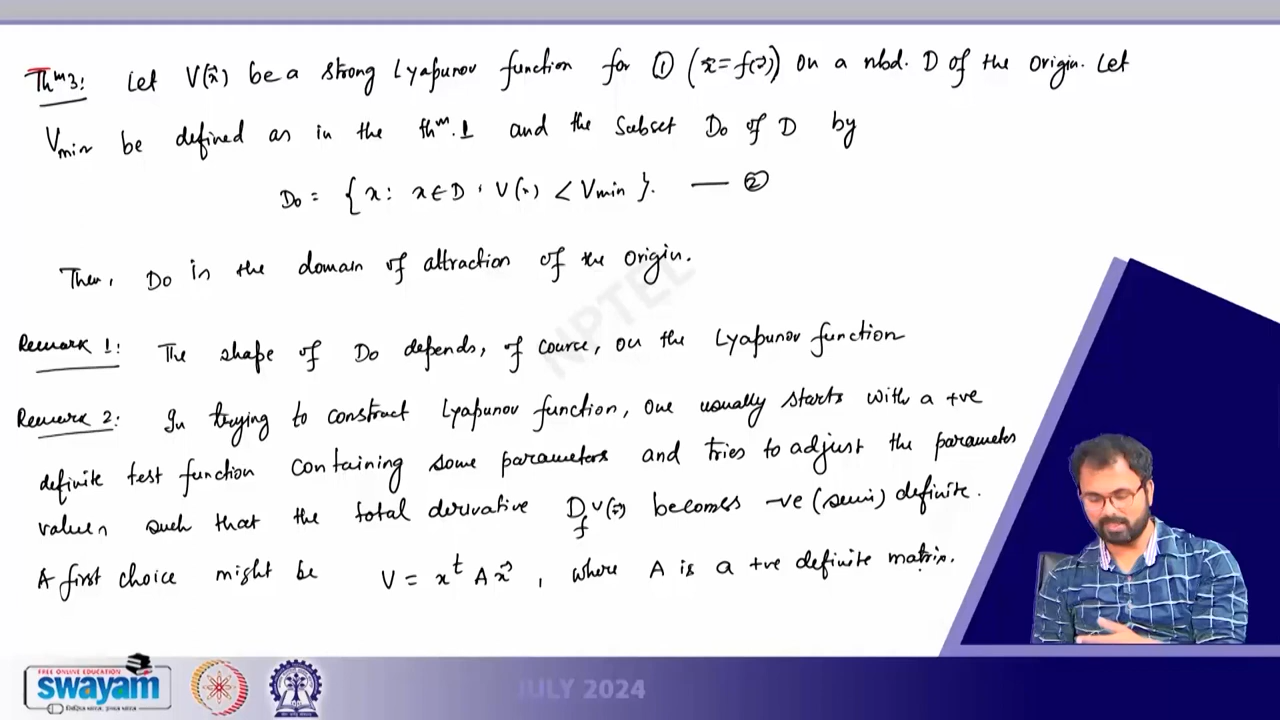 Thm 3: Let V(x⃗) be a strong Lyapunov function for ① (ẋ = f(x⃗)) on a nbd. D of the origin. Let
Vmin be defined as in the thm. 1 and the subset D₀ of D by
D₀ = {x : x ∈ D, V(x) < Vmin }. — ②
Then, D₀ is the domain of attraction of the origin.
Remark 1: The shape of D₀ depends, of course, on the Lyapunov function
Remark 2: In trying to construct Lyapunov function, one usually starts with a +ve
definite test function containing some parameters and tries to adjust the parameter
values such that the total derivative D_f V(x⃗) becomes -ve (semi) definite.
A first choice might be V = xᵗ A x⃗, where A is a +ve definite matrix.
NPTEL
FREE ONLINE EDUCATION
swayam
JULY 2024